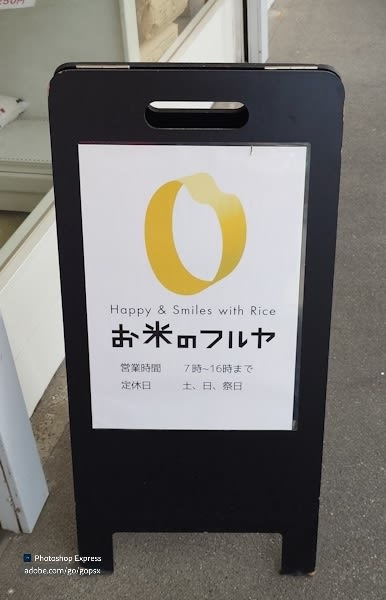 Happy & Smiles with Rice
お米のフルヤ
営業時間 7時~16時まで
定休日 土、日、祭日
Photoshop Express
adobe.com/go/gopsx